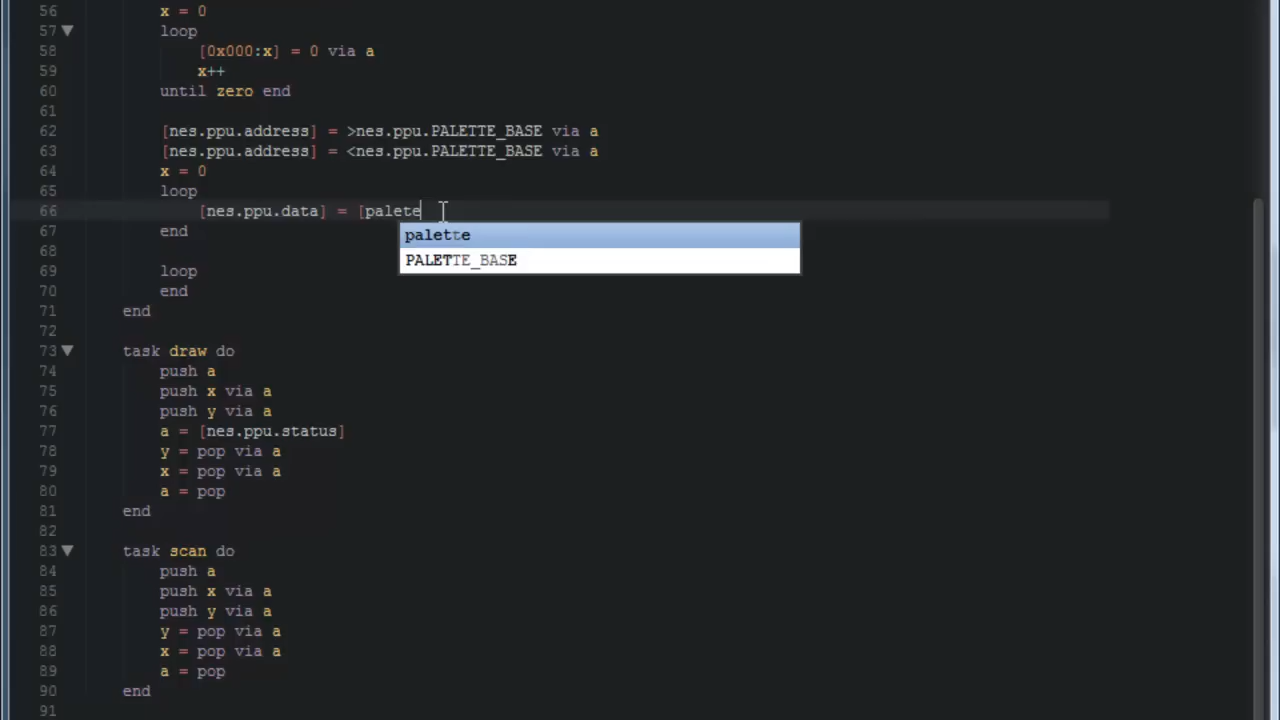 56 x = 0
57 loop
58 [0x000:x] = 0 via a
59 x++
60 until zero end
61
62 [nes.ppu.address] = >nes.ppu.PALETTE_BASE via a
63 [nes.ppu.address] = <nes.ppu.PALETTE_BASE via a
64 x = 0
65 loop
66 [nes.ppu.data] = [palete
palette
67 end
PALETTE_BASE
68
69 loop
70 end
71 end
72
73 task draw do
74 push a
75 push x via a
76 push y via a
77 a = [nes.ppu.status]
78 y = pop via a
79 x = pop via a
80 a = pop
81 end
82
83 task scan do
84 push a
85 push x via a
86 push y via a
87 y = pop via a
88 x = pop via a
89 a = pop
90 end
91